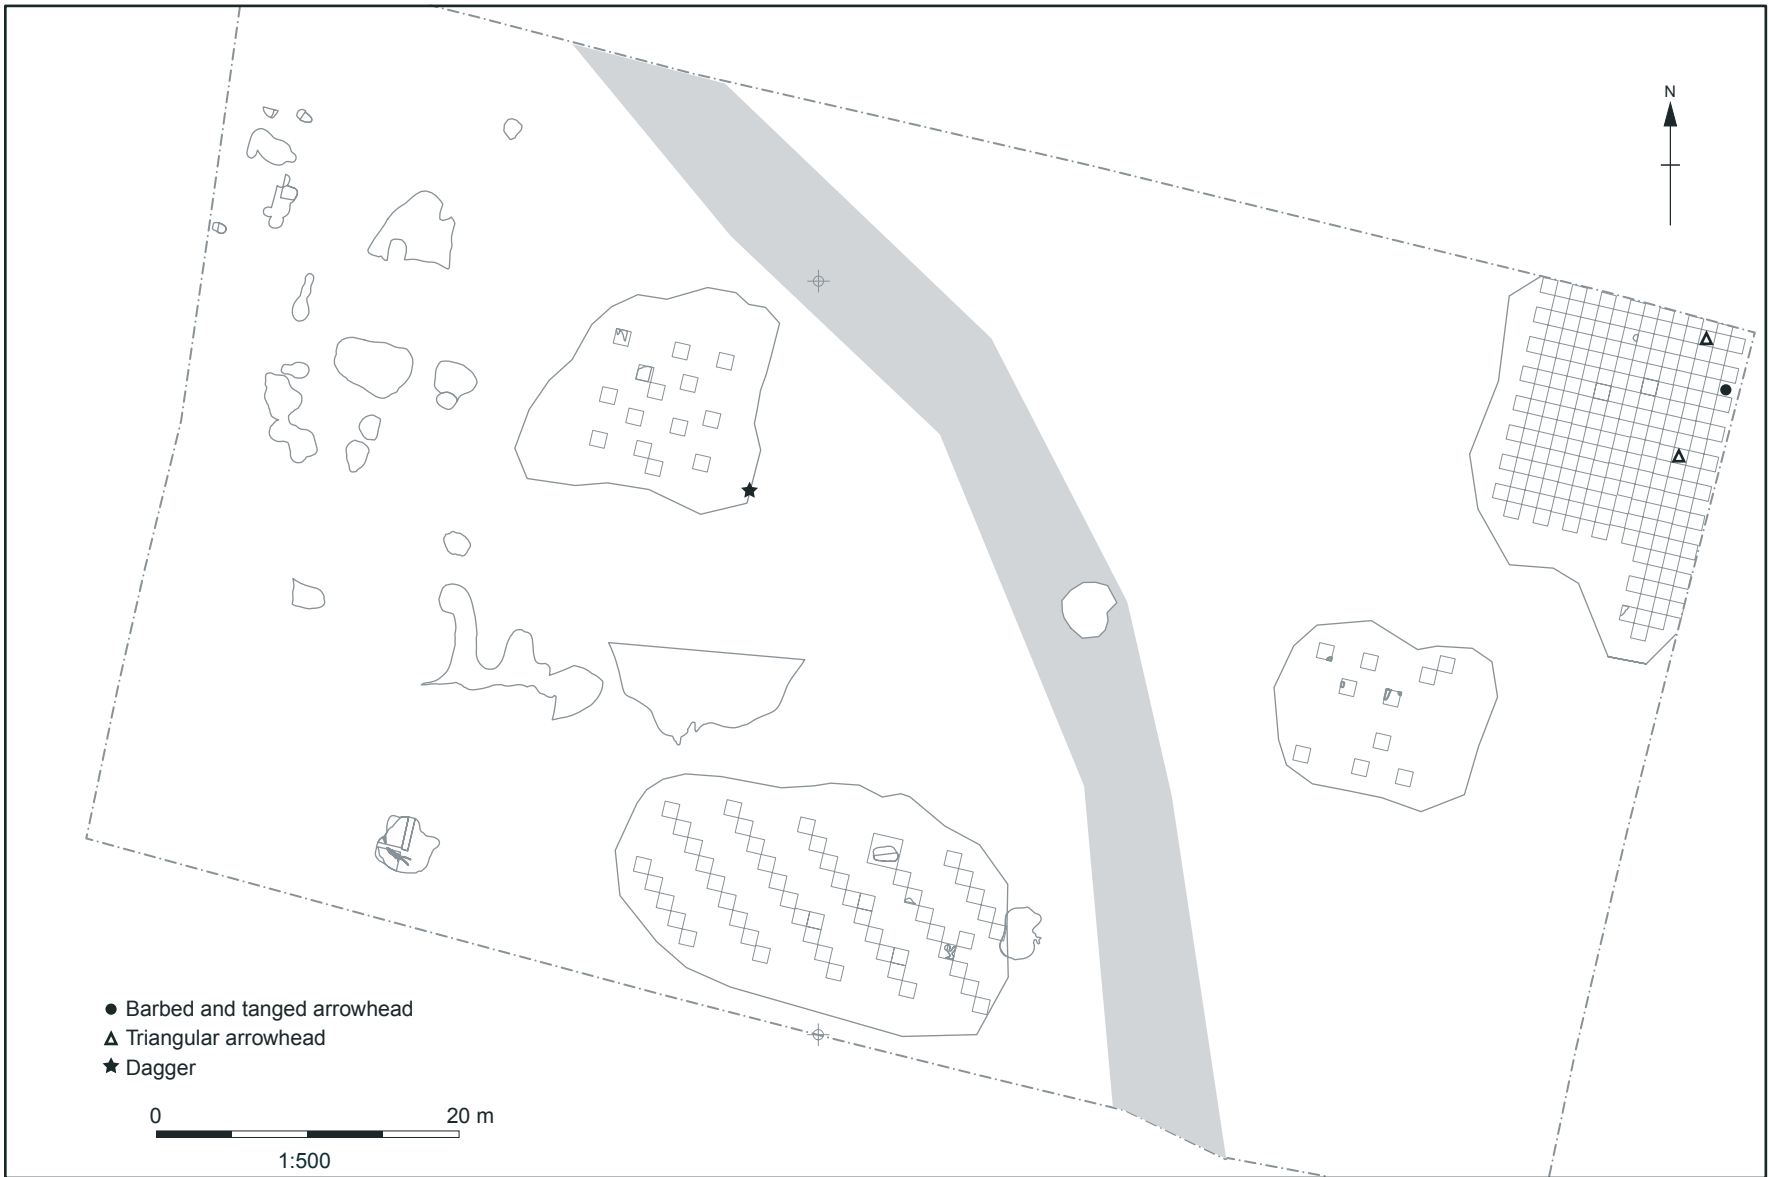 N
Barbed and tanged arrowhead
Triangular arrowhead
Dagger
0 20 m
1:500